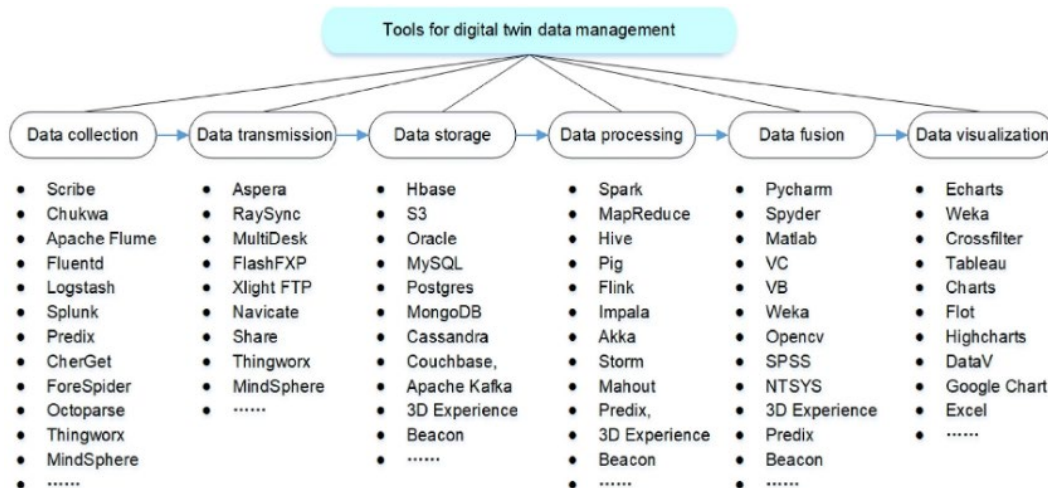 Tools for digital twin data management
Data collection
Data transmission
Data storage
Data processing
Data fusion
Data visualization
● Scribe
● Chukwa
● Apache Flume
● Fluentd
● Logstash
● Splunk
● Predix
● CherGet
● ForeSpider
● Octoparse
● Thingworx
● MindSphere
● ······
● Aspera
● RaySync
● MultiDesk
● FlashFXP
● Xlight FTP
● Navicate
● Share
● Thingworx
● MindSphere
● ······
● Hbase
● S3
● Oracle
● MySQL
● Postgres
● MongoDB
● Cassandra
● Couchbase,
● Apache Kafka
● 3D Experience
● Beacon
● ······
● Spark
● MapReduce
● Hive
● Pig
● Flink
● Impala
● Akka
● Storm
● Mahout
● Predix,
● 3D Experience
● Beacon
● ······
● Pycharm
● Spyder
● Matlab
● VC
● VB
● Weka
● Opencv
● SPSS
● NTSYS
● 3D Experience
● Predix
● Beacon
● ······
● Echarts
● Weka
● Crossfilter
● Tableau
● Charts
● Flot
● Highcharts
● DataV
● Google Chart
● Excel
● ······